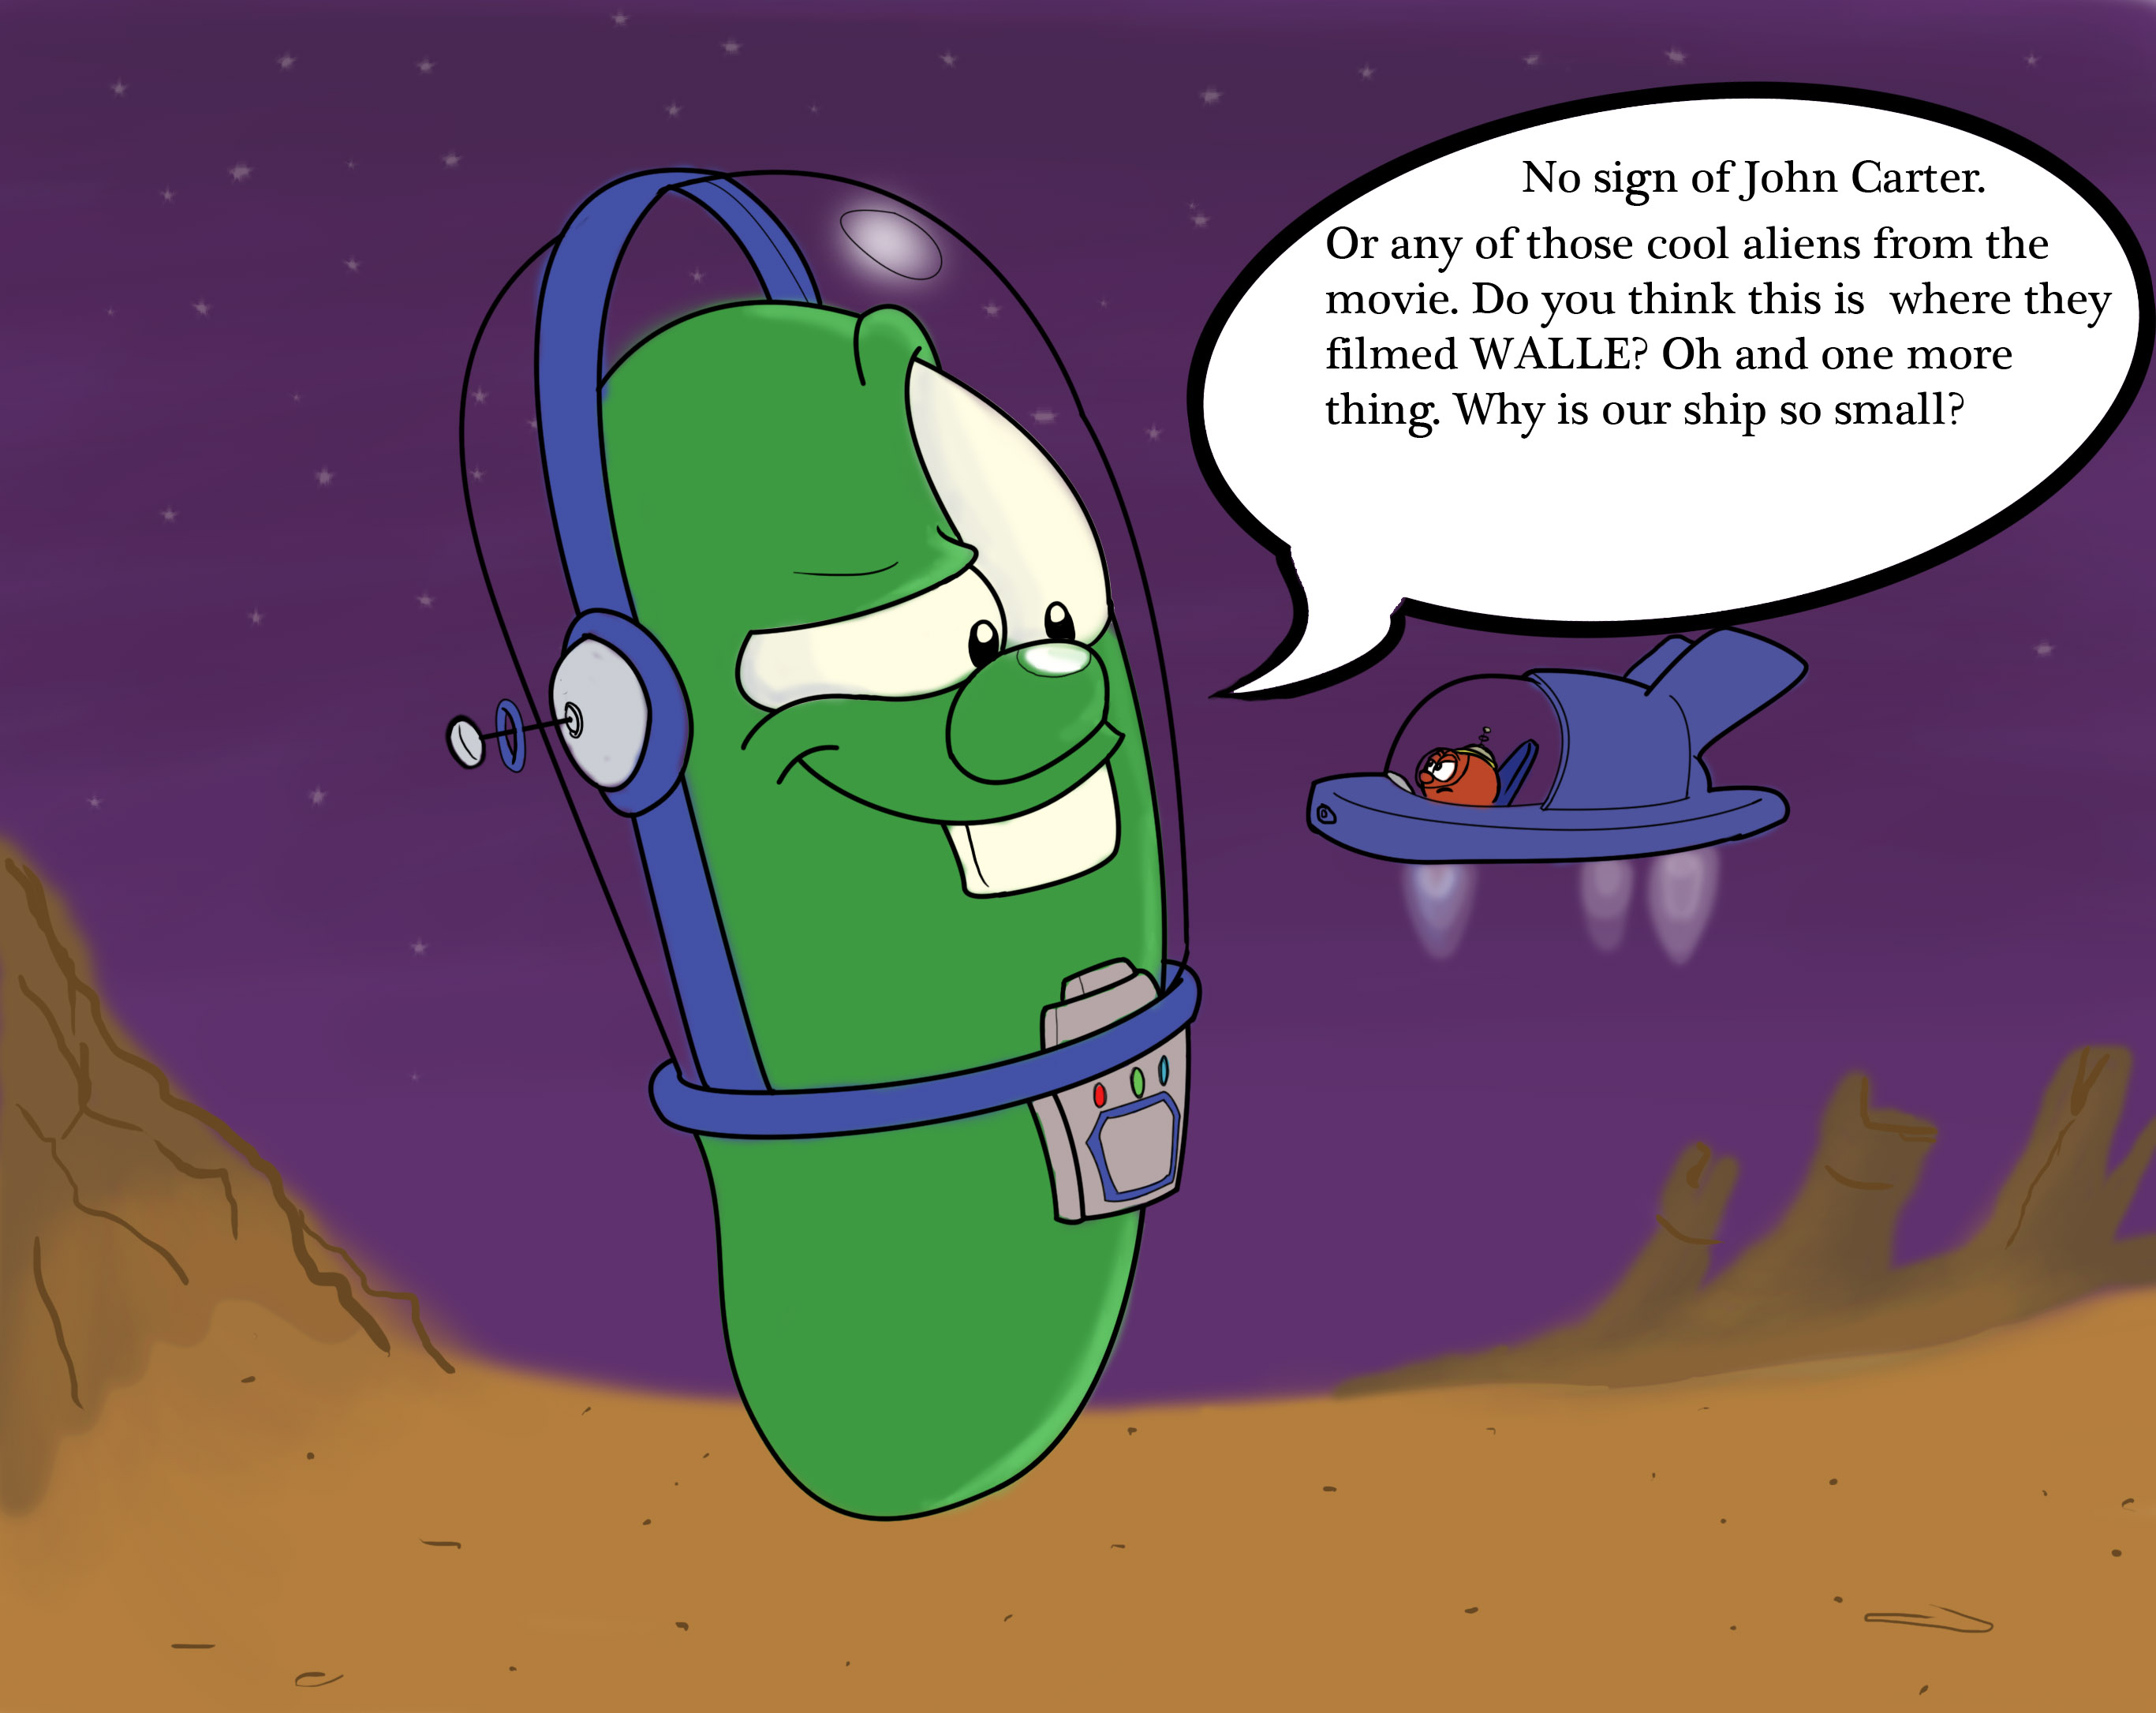 No sign of John Carter.
Or any of those cool aliens from the
movie. Do you think this is  where they
filmed WALLE? Oh and one more
thing. Why is our ship so small?